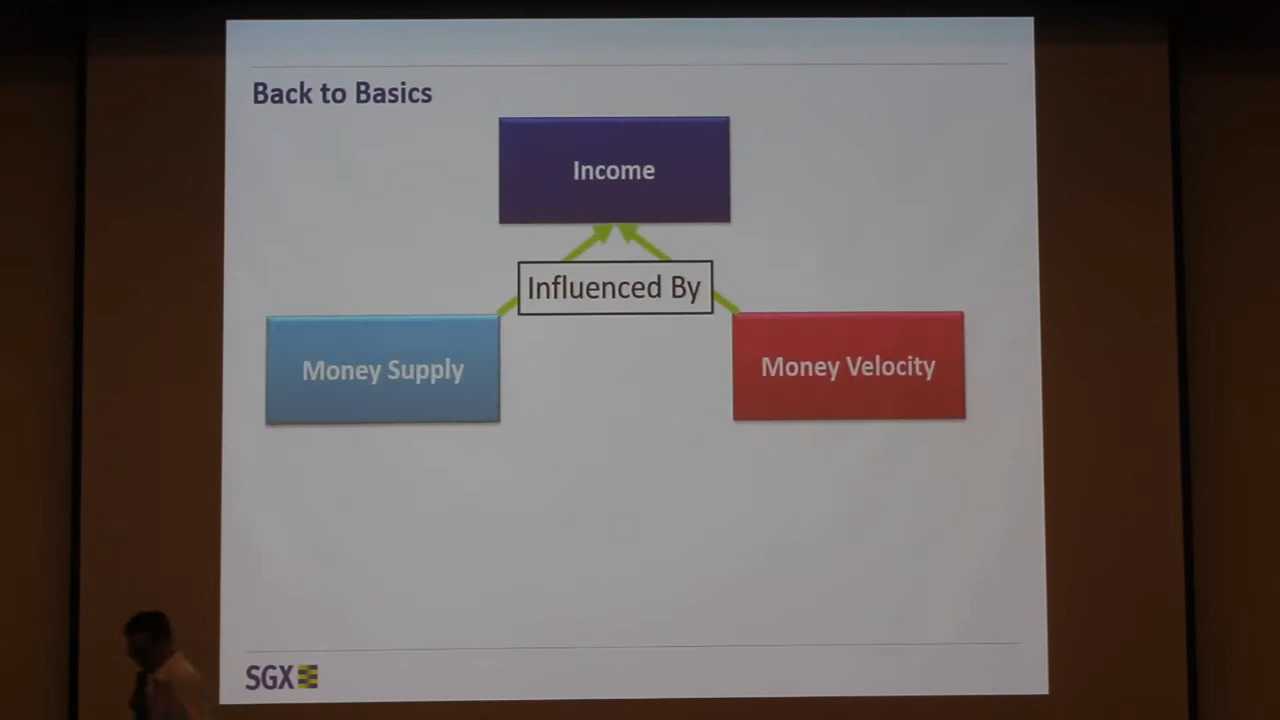 Back to Basics
Income
Influenced By
Money Supply
Money Velocity
SGX